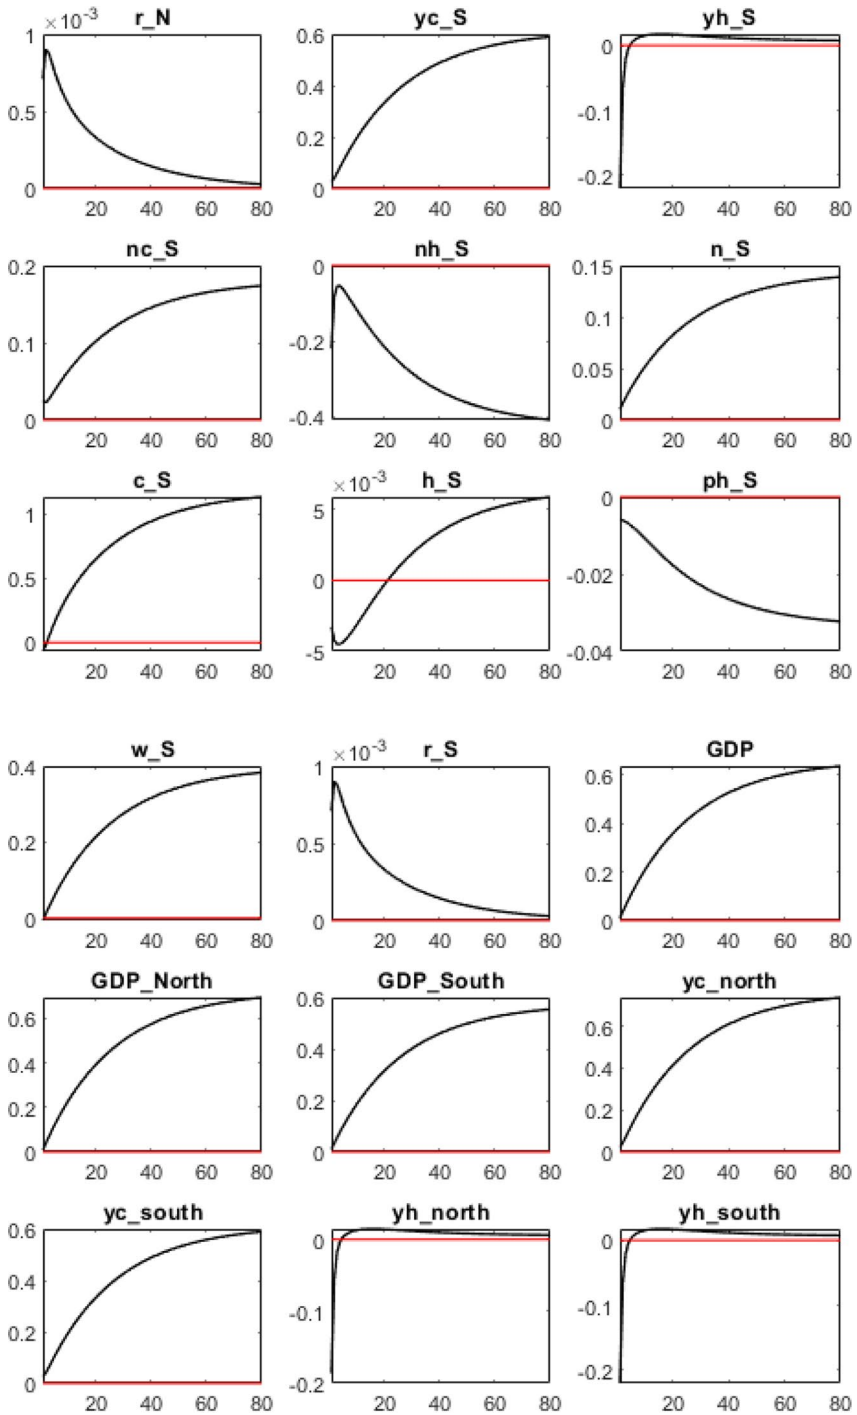 r_N yc_S yh_S
×10-3
1 0.6 0
0.5 0.4 -0.1
0 0.2 -0.2
0
20 40 60 80 20 40 60 80 20 40 60 80
nc_S nh_S n_S
0.2 0 0.15
0.1 -0.2 0.1
0 -0.4 0.05
0
20 40 60 80 20 40 60 80 20 40 60 80
c_S h_S ph_S
×10-3
1 5 0
0.5 0 -0.02
0 -5 -0.04
20 40 60 80 20 40 60 80 20 40 60 80
w_S r_S GDP
×10-3
0.4 1 0.6
0.2 0.5 0.4
0 0 0.2
0
20 40 60 80 20 40 60 80 20 40 60 80
GDP_North GDP_South yc_north
0.6 0.6 0.6
0.4 0.4 0.4
0.2 0.2 0.2
0 0 0
20 40 60 80 20 40 60 80 20 40 60 80
yc_south yh_north yh_south
0.6 0 0
0.4 -0.1 -0.1
0.2 -0.2 -0.2
0
20 40 60 80 20 40 60 80 20 40 60 80